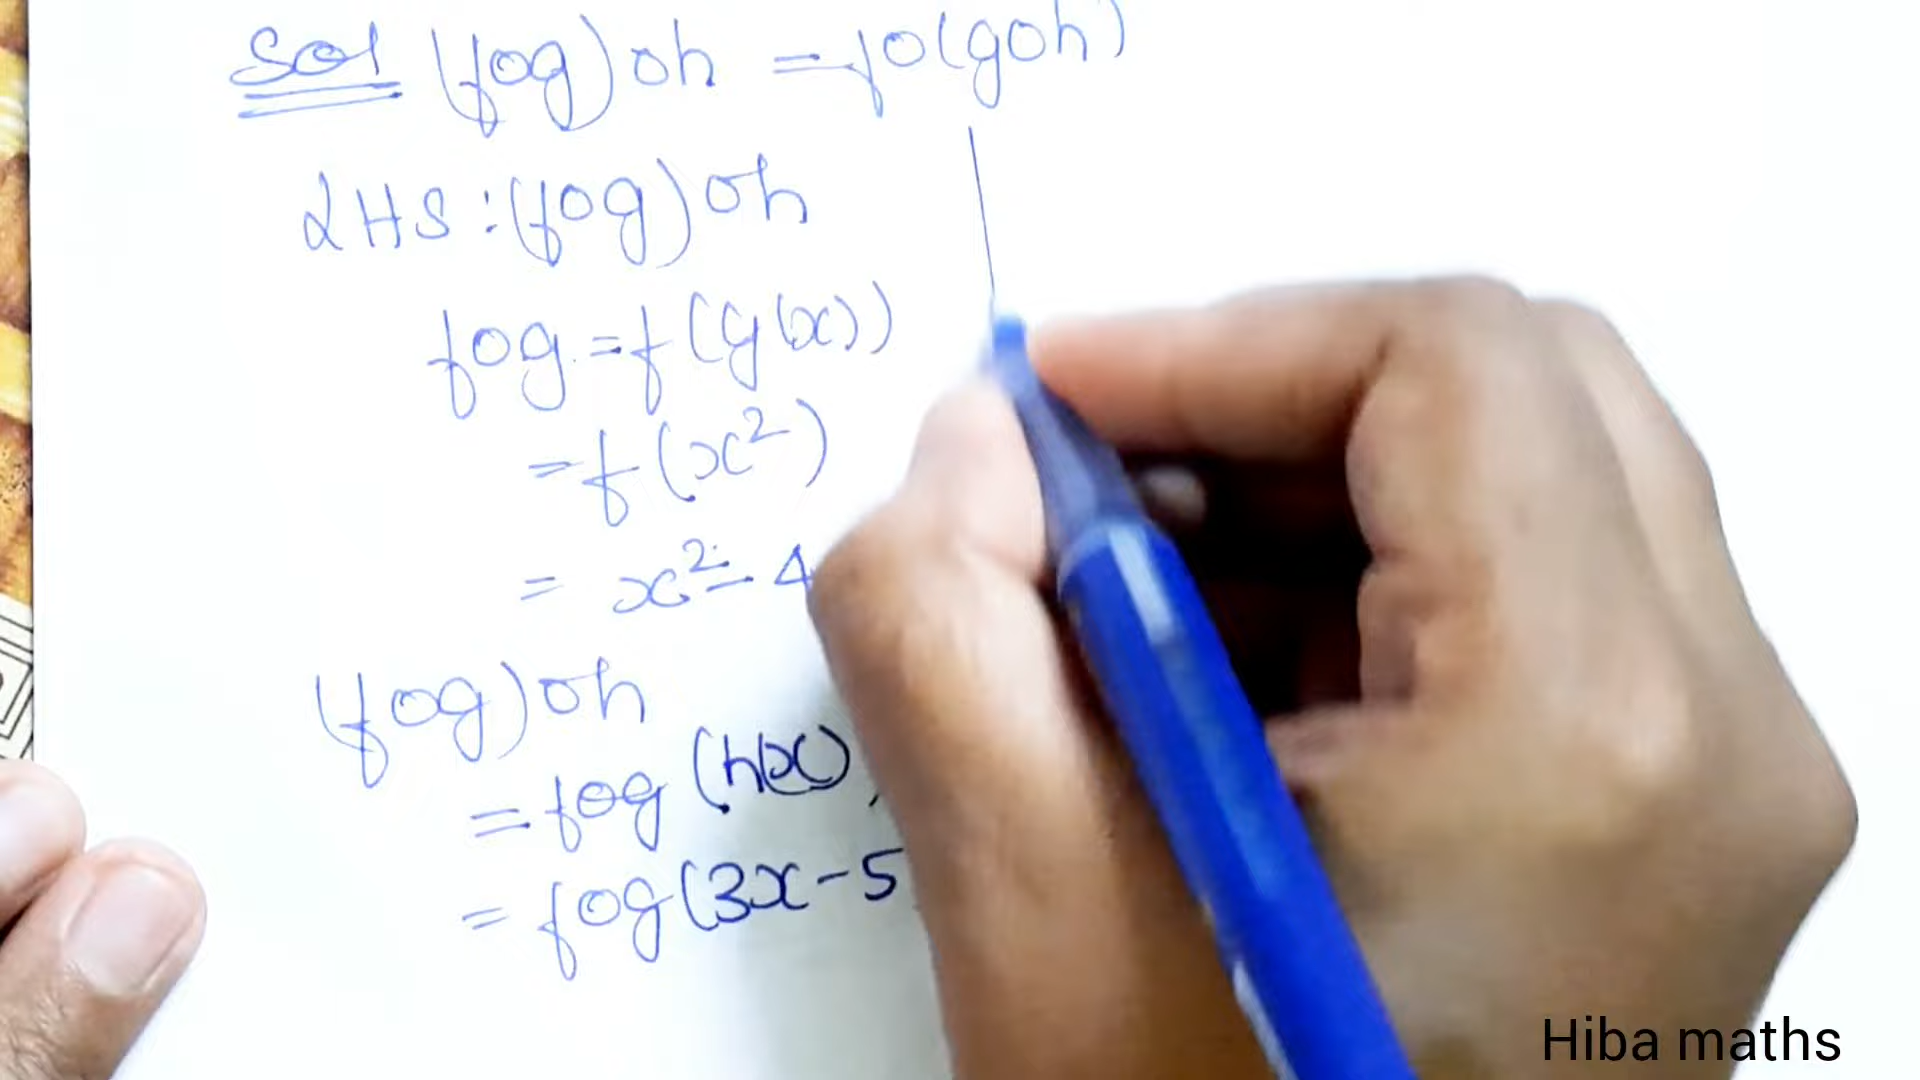 Sol (fog)oh = fo(goh)
LHS : (fog)oh
fog = f(g(x))
= f(x²)
= x² - 4
(fog)oh
= fog (h(x)
= fog (3x-5
Hiba maths